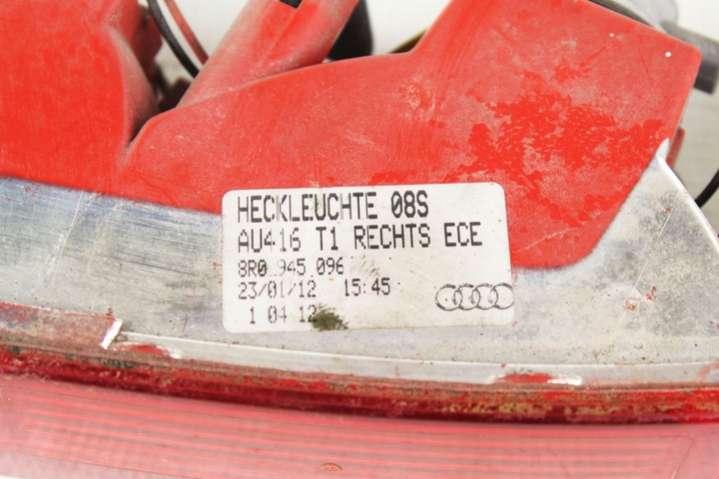 HECKLEUCHTE 08S
AU416 T1 RECHTS ECE
8R0 945 096
23/01/12 15:45
1 04 12